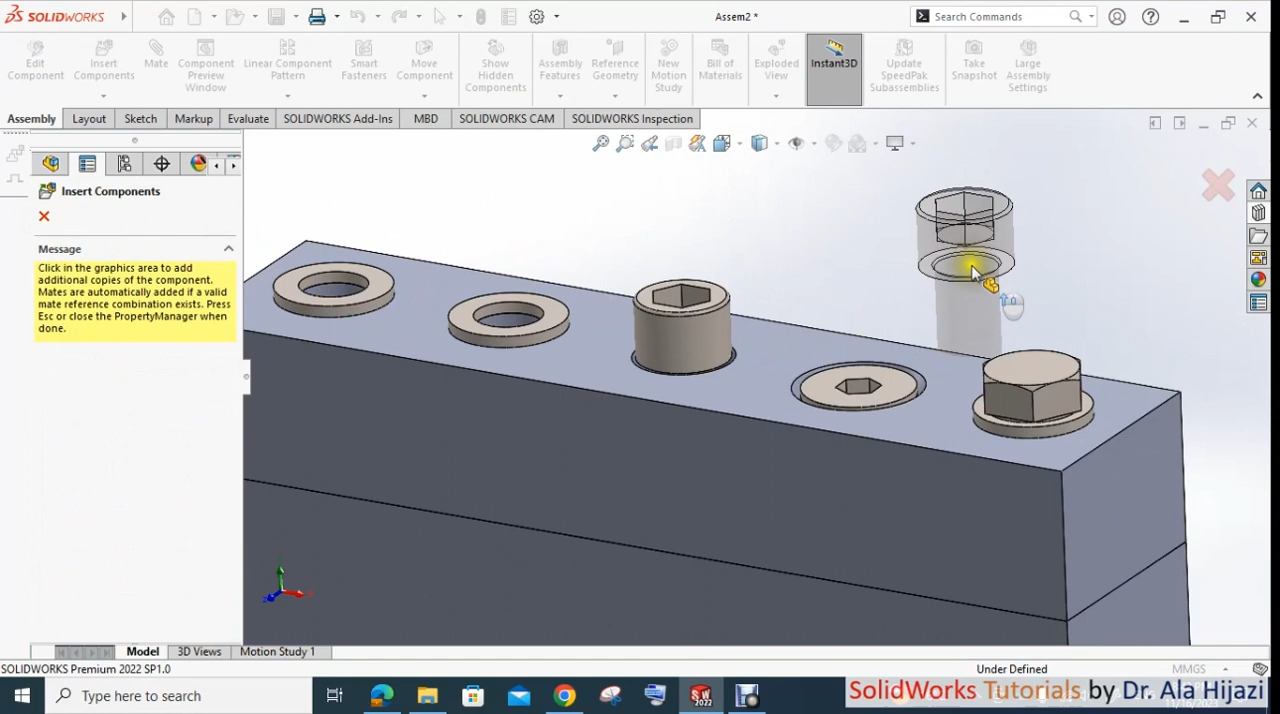 SOLIDWORKS
Assem2 *
Search Commands
Edit Component
Insert Components
Mate
Component Preview Window
Linear Component Pattern
Smart Fasteners
Move Component
Show Hidden Components
Assembly Features
Reference Geometry
New Motion Study
Bill of Materials
Exploded View
Instant3D
Update SpeedPak Subassemblies
Take Snapshot
Large Assembly Settings
Assembly
Layout
Sketch
Markup
Evaluate
SOLIDWORKS Add-Ins
MBD
SOLIDWORKS CAM
SOLIDWORKS Inspection
Insert Components
Message
Click in the graphics area to add
additional copies of the component.
Mates are automatically added if a valid
mate reference combination exists. Press
Esc or close the PropertyManager when
done.
Model
3D Views
Motion Study 1
SOLIDWORKS Premium 2022 SP1.0
Under Defined
MMGS
Type here to search
SolidWorks Tutorials by Dr. Ala Hijazi